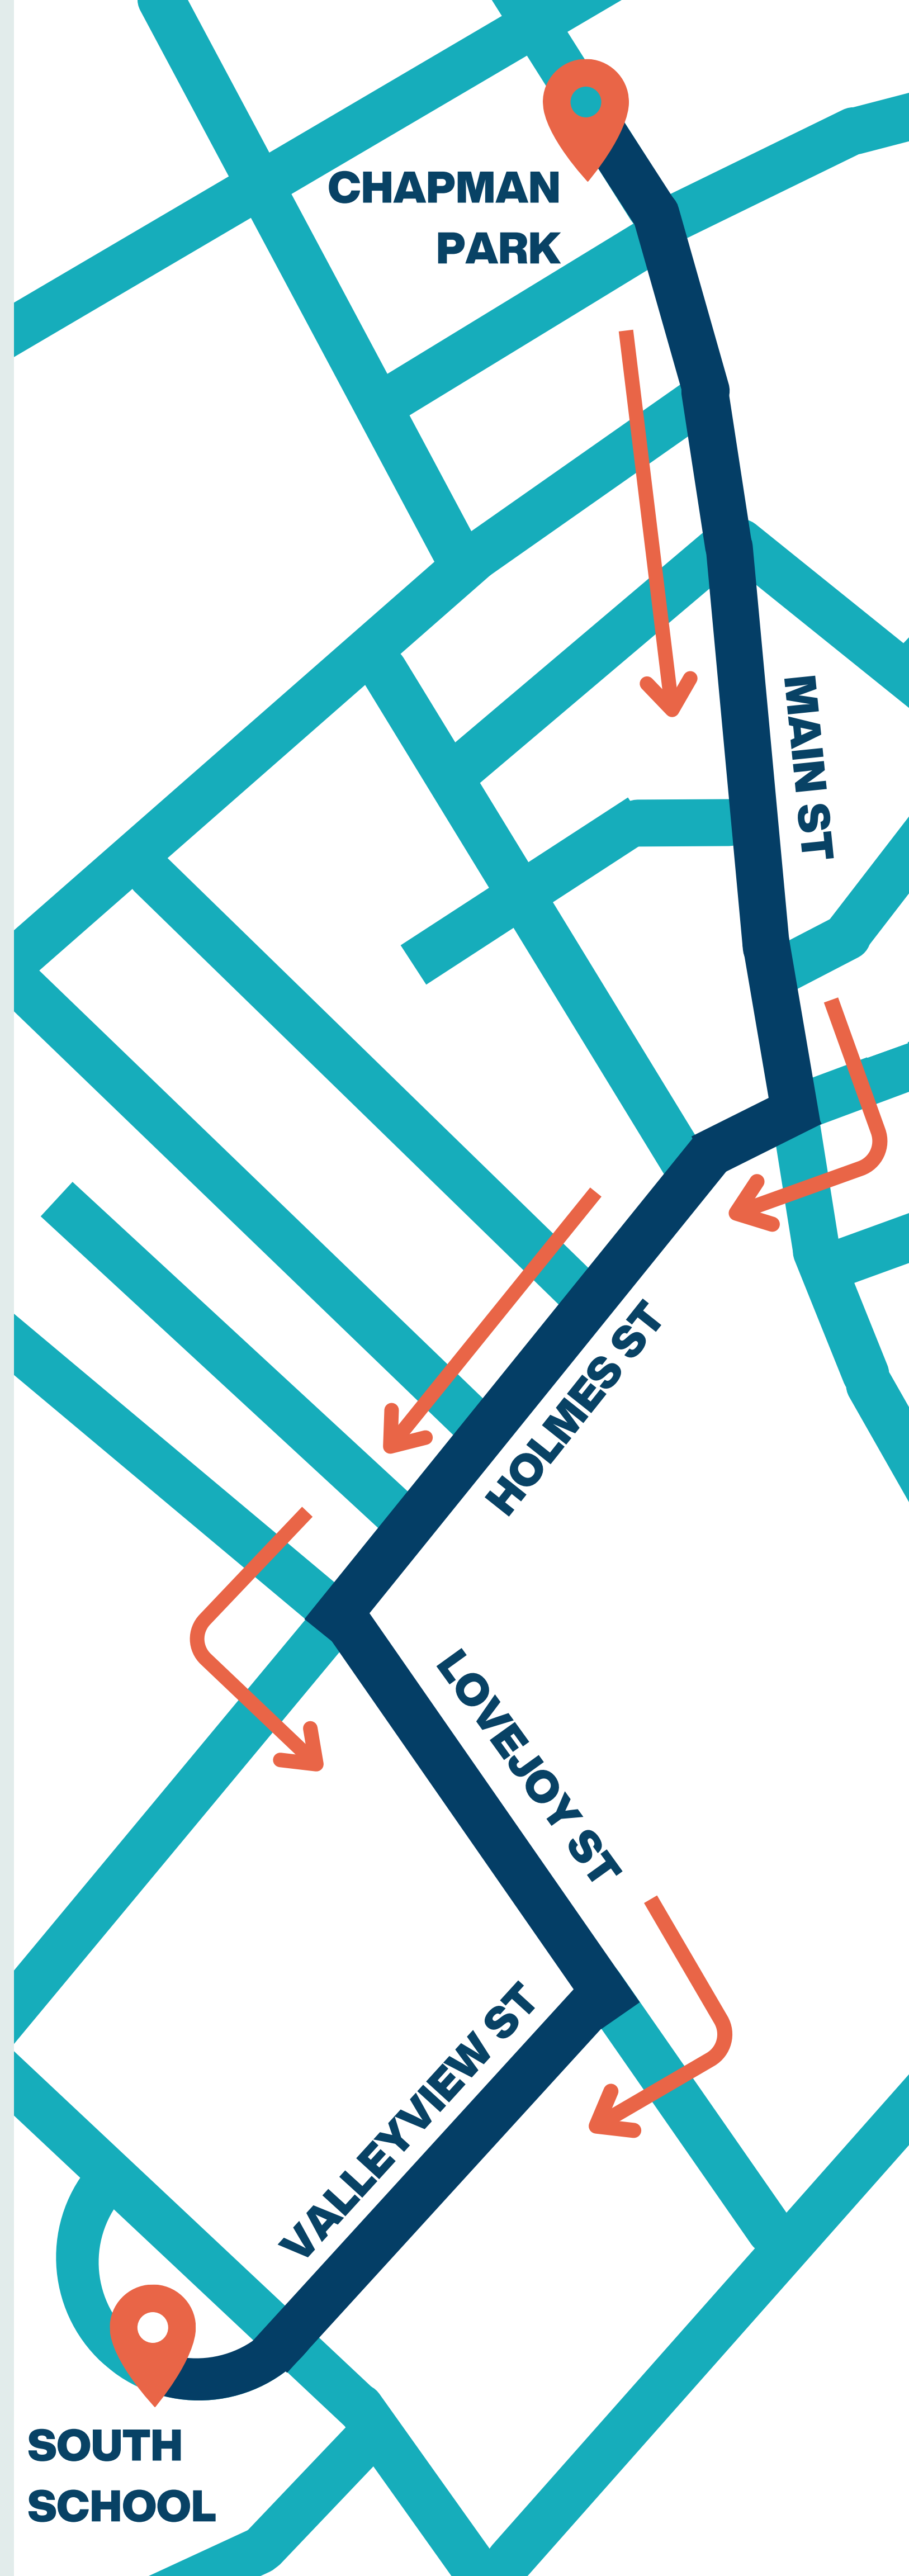 CHAPMAN
PARK
MAIN ST
HOLMES ST
LOVEJOY ST
VALLEYVIEW ST
SOUTH
SCHOOL